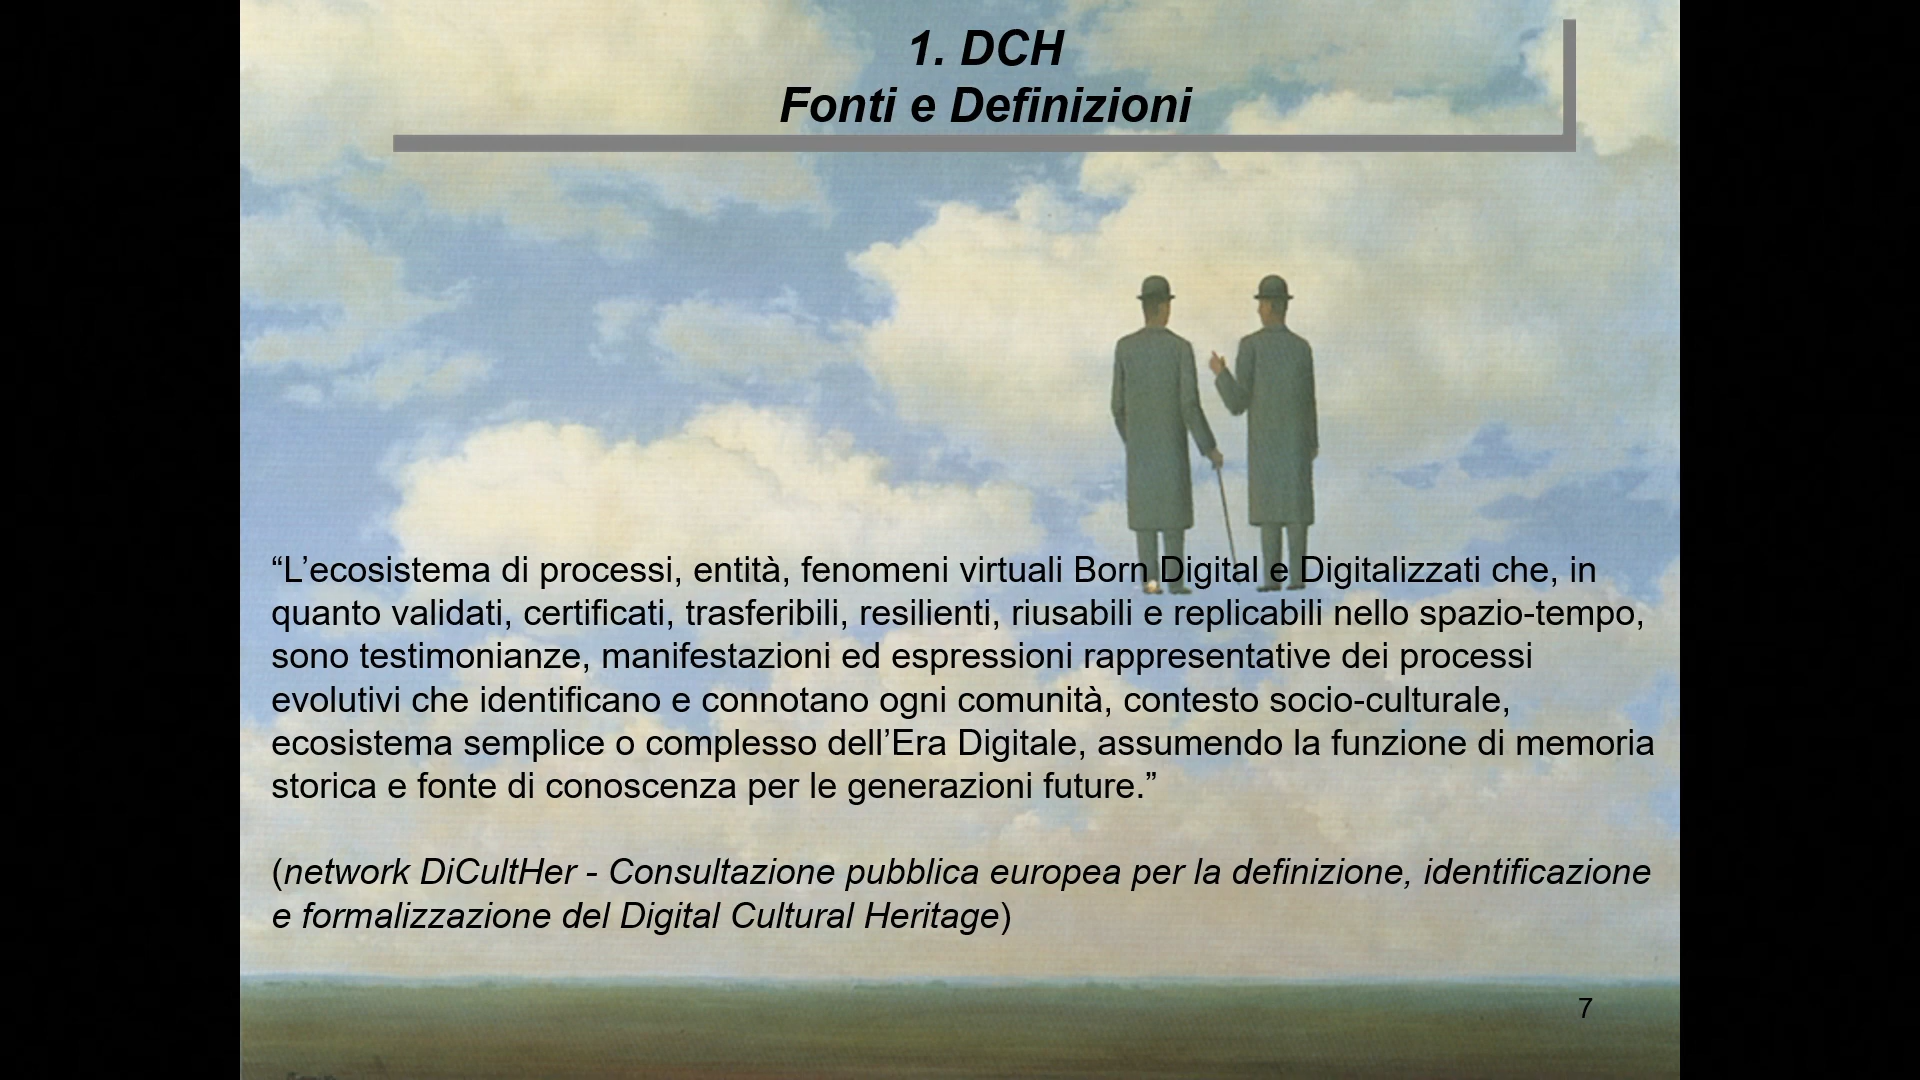 1. DCH
Fonti e Definizioni
“L’ecosistema di processi, entità, fenomeni virtuali Born Digital e Digitalizzati che, in
quanto validati, certificati, trasferibili, resilienti, riusabili e replicabili nello spazio-tempo,
sono testimonianze, manifestazioni ed espressioni rappresentative dei processi
evolutivi che identificano e connotano ogni comunità, contesto socio-culturale,
ecosistema semplice o complesso dell’Era Digitale, assumendo la funzione di memoria
storica e fonte di conoscenza per le generazioni future.”
(network DiCultHer - Consultazione pubblica europea per la definizione, identificazione
e formalizzazione del Digital Cultural Heritage)
7